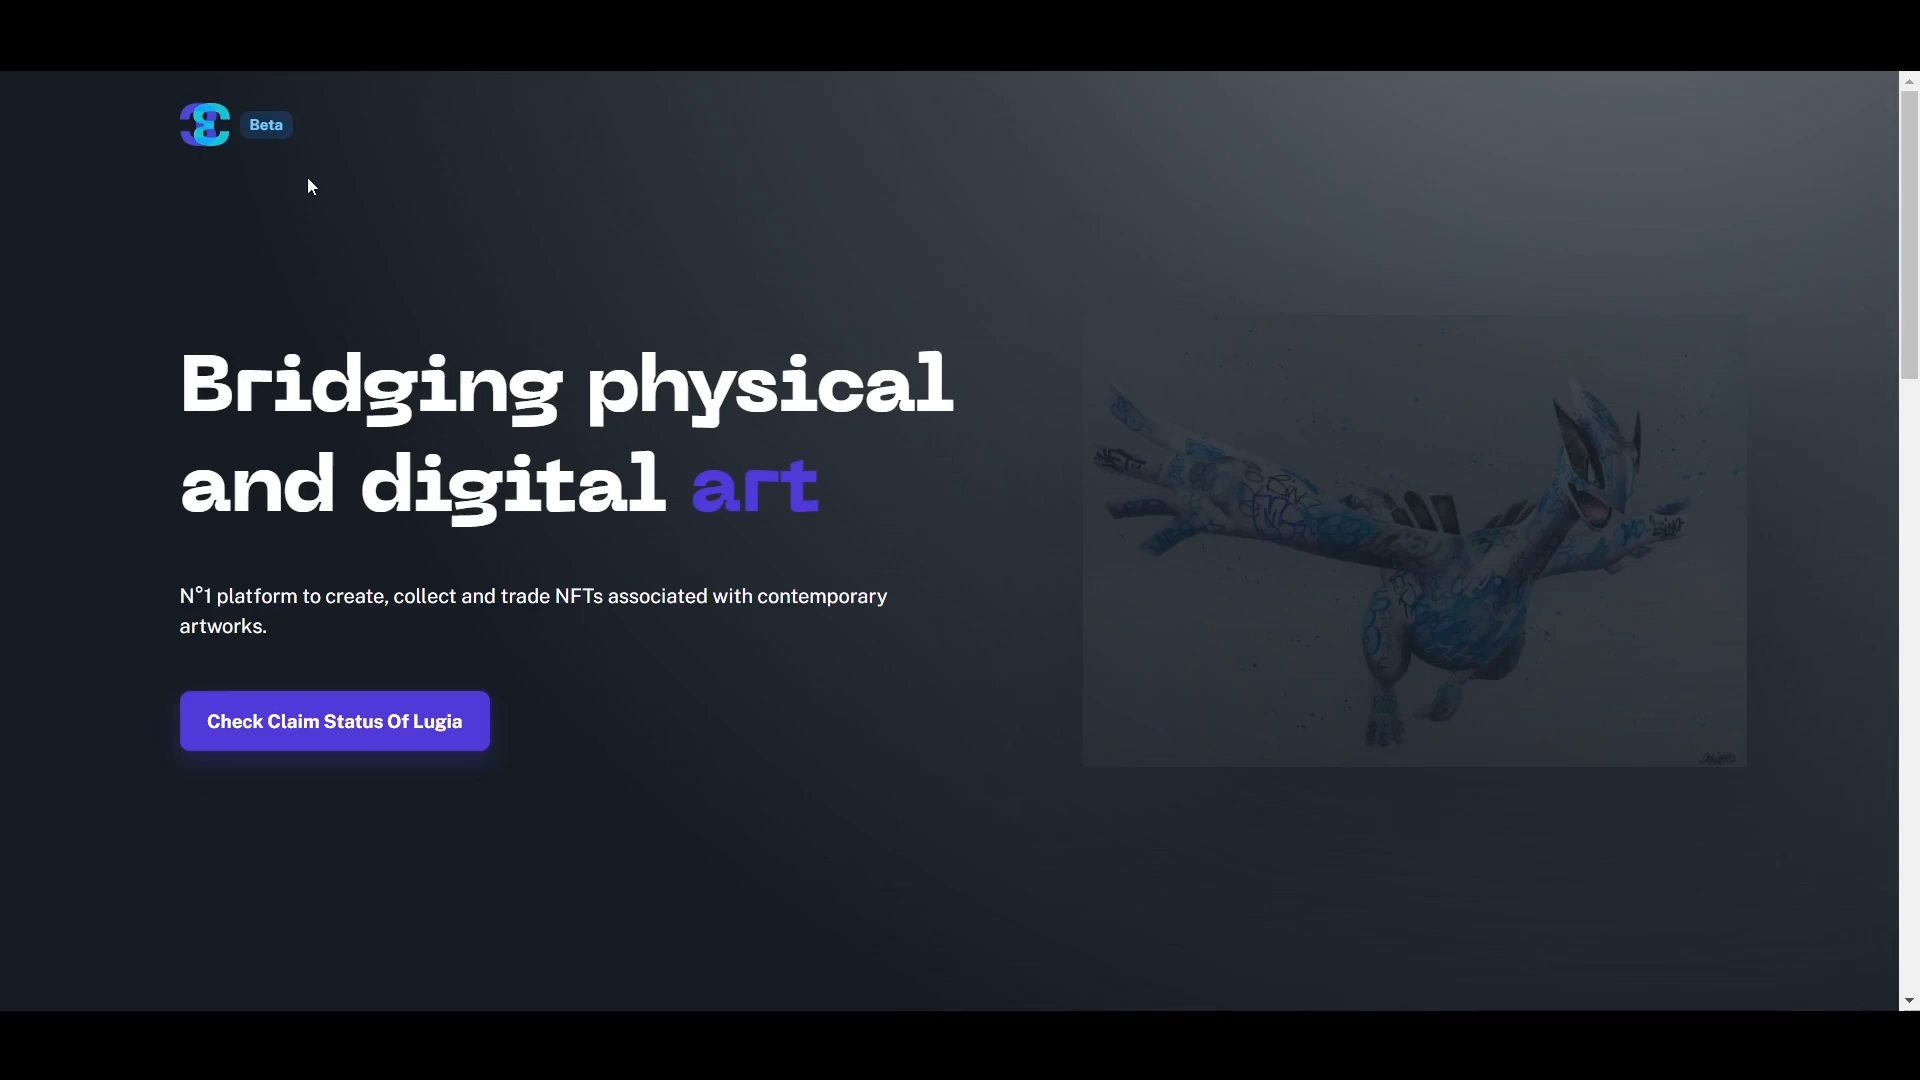 Beta
Bridging physical
and digital art
N°1 platform to create, collect and trade NFTs associated with contemporary
artworks.
Check Claim Status Of Lugia